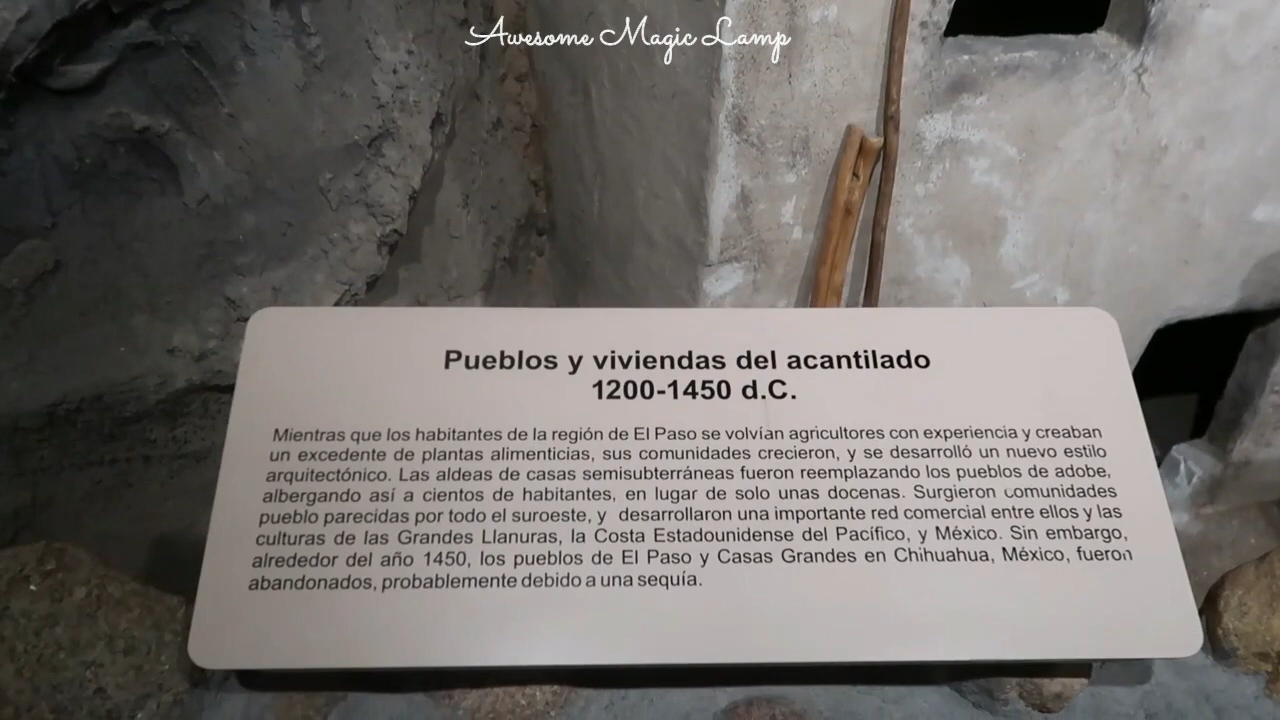 Awesome Magic Lamp
Pueblos y viviendas del acantilado
1200-1450 d.C.
Mientras que los habitantes de la región de El Paso se volvían agricultores con experiencia y creaban
un excedente de plantas alimenticias, sus comunidades crecieron, y se desarrolló un nuevo estilo
arquitectónico. Las aldeas de casas semisubterráneas fueron reemplazando los pueblos de adobe,
albergando así a cientos de habitantes, en lugar de solo unas docenas. Surgieron comunidades
pueblo parecidas por todo el suroeste, y desarrollaron una importante red comercial entre ellos y las
culturas de las Grandes Llanuras, la Costa Estadounidense del Pacífico, y México. Sin embargo,
alrededor del año 1450, los pueblos de El Paso y Casas Grandes en Chihuahua, México, fueron
abandonados, probablemente debido a una sequía.